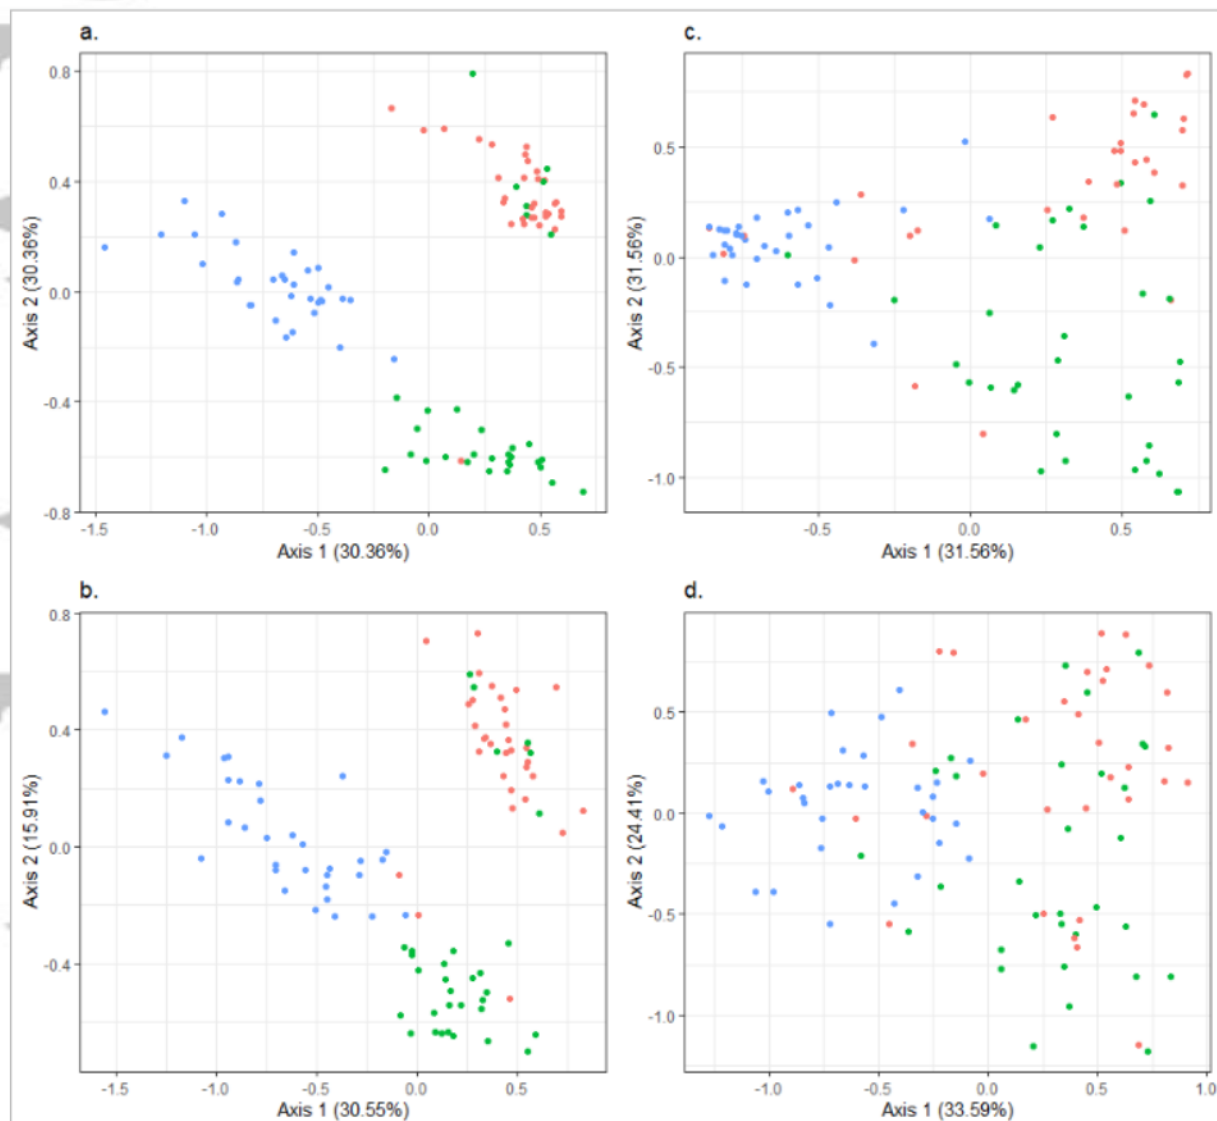 a.
0.8
0.4
0.0
-0.4
-0.8
Axis 2 (30.36%)
-1.5 -1.0 -0.5 0.0 0.5
Axis 1 (30.36%)
c.
0.5
0.0
-0.5
-1.0
Axis 2 (31.56%)
-0.5 0.0 0.5
Axis 1 (31.56%)
b.
0.8
0.4
0.0
-0.4
Axis 2 (15.91%)
-1.5 -1.0 -0.5 0.0 0.5
Axis 1 (30.55%)
d.
0.5
0.0
-0.5
-1.0
Axis 2 (24.41%)
-1.0 -0.5 0.0 0.5 1.0
Axis 1 (33.59%)